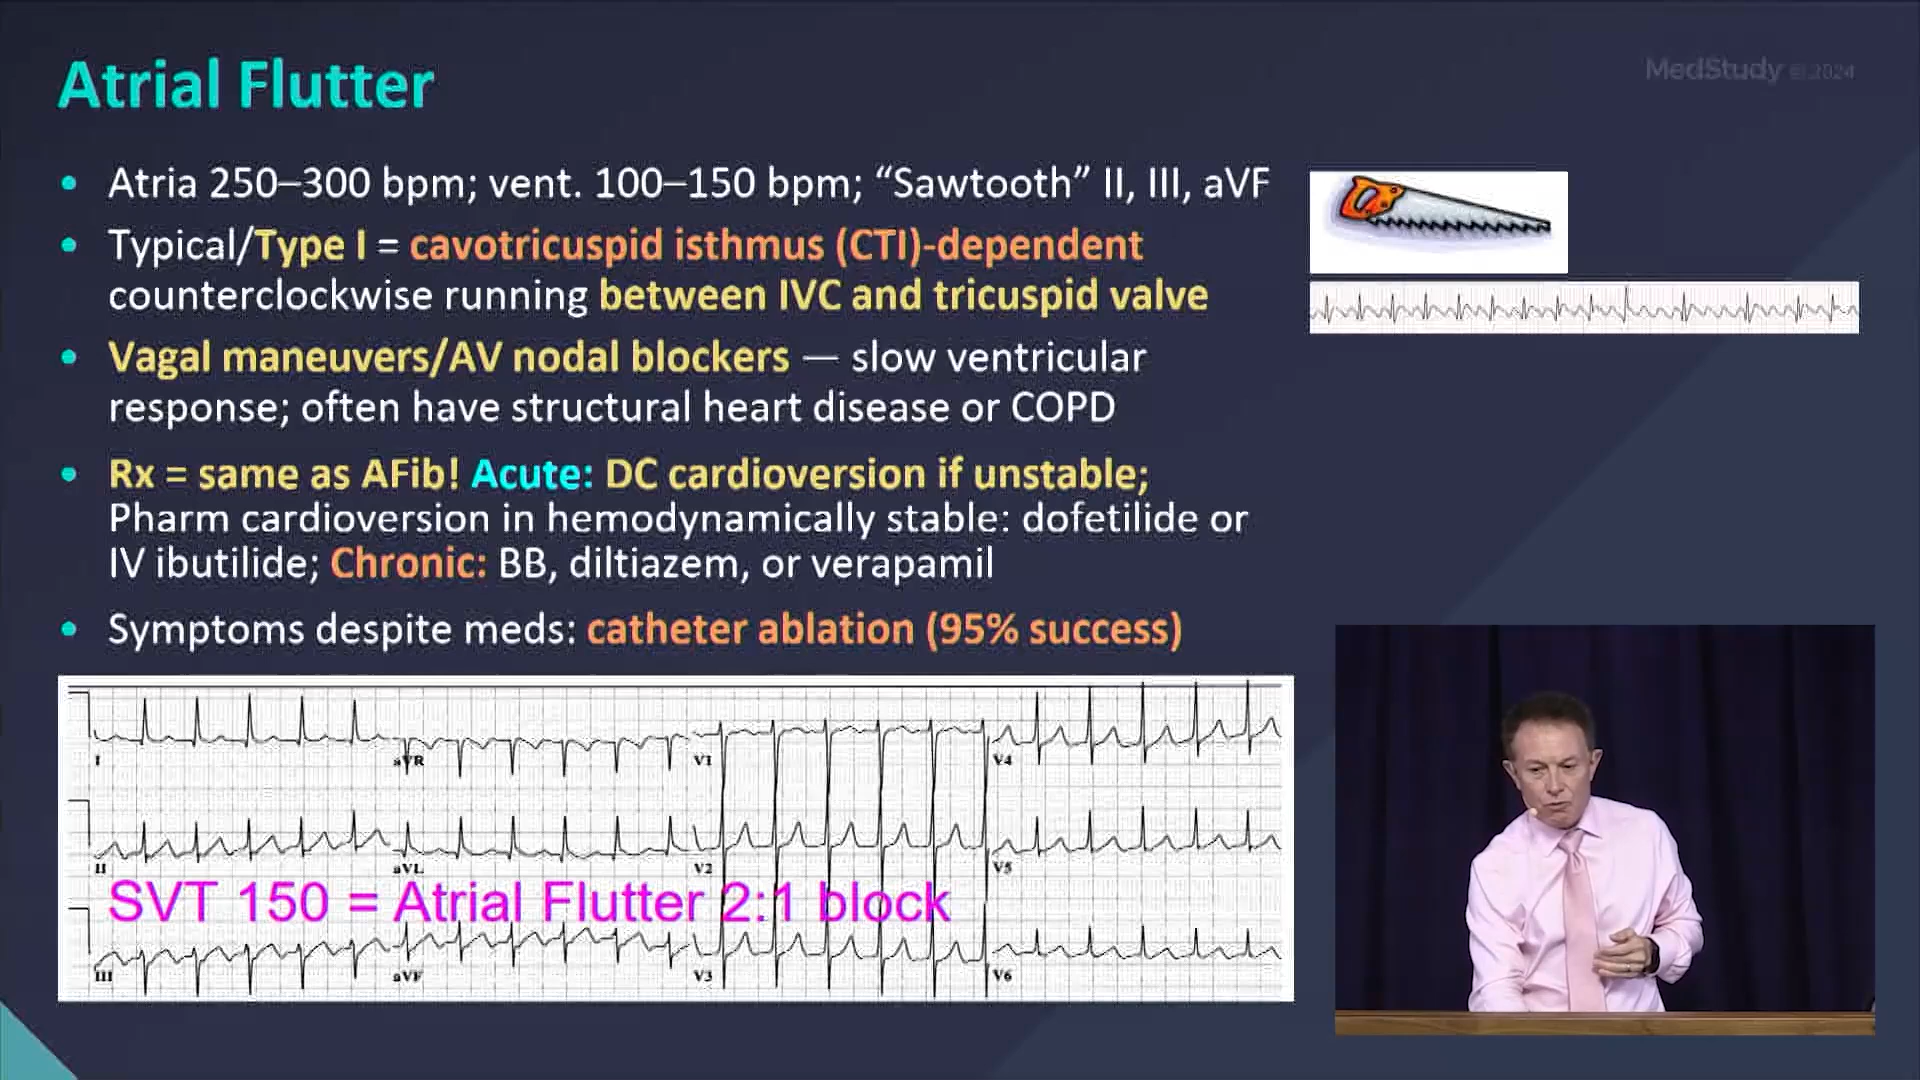 Atrial Flutter
MedStudy © 2024
• Atria 250–300 bpm; vent. 100–150 bpm; “Sawtooth” II, III, aVF
• Typical/Type I = cavotricuspid isthmus (CTI)-dependent
counterclockwise running between IVC and tricuspid valve
• Vagal maneuvers/AV nodal blockers — slow ventricular
response; often have structural heart disease or COPD
• Rx = same as AFib! Acute: DC cardioversion if unstable;
Pharm cardioversion in hemodynamically stable: dofetilide or
IV ibutilide; Chronic: BB, diltiazem, or verapamil
• Symptoms despite meds: catheter ablation (95% success)
I aVR V1 V4
II aVL V2 V5
SVT 150 = Atrial Flutter 2:1 block
III aVF V3 V6